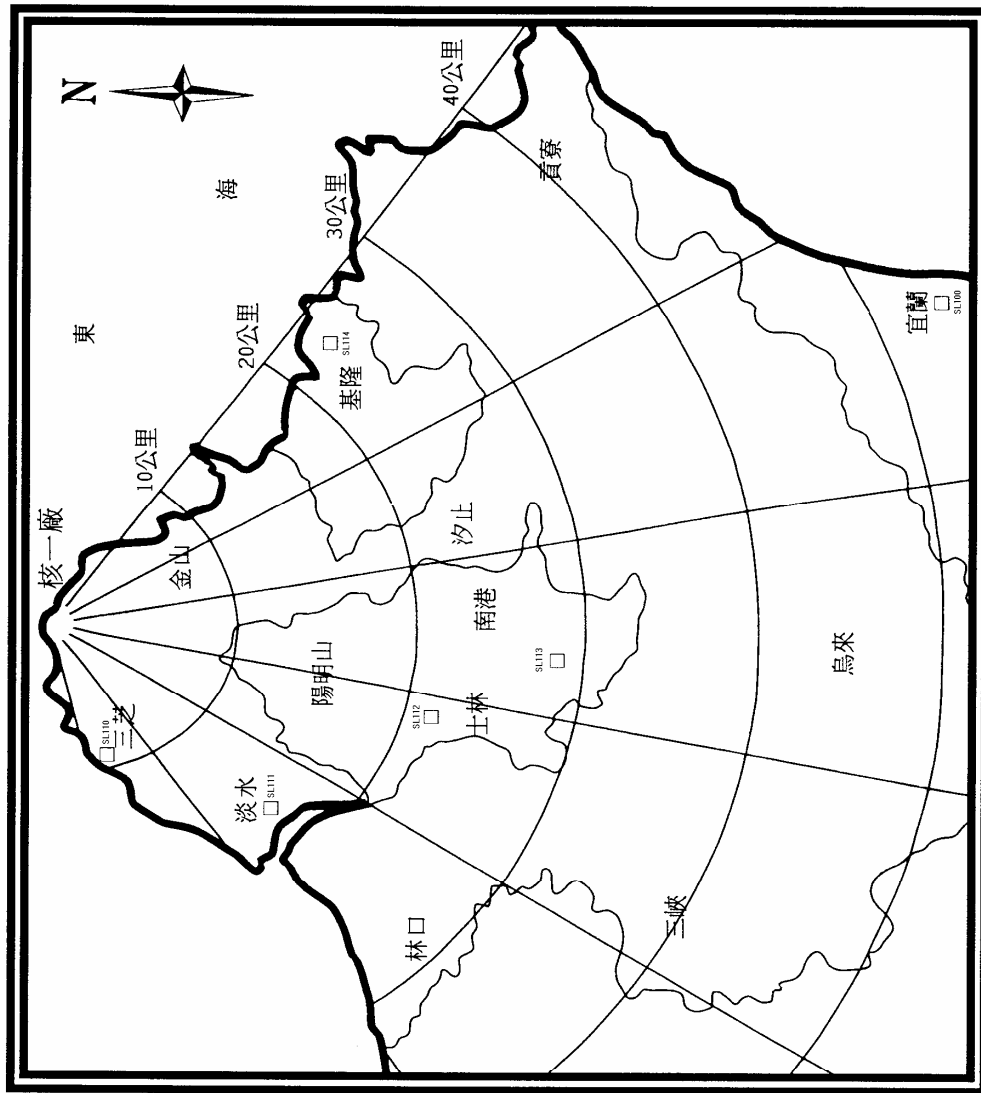 N
東
海
核一廠
10公里
20公里
30公里
40公里
金山
三芝
SL110
淡水
SL111
陽明山
基隆
SL114
汐止
南港
士林
SL112
SL113
林口
貢寮
宜蘭
SL100
烏來
三峽